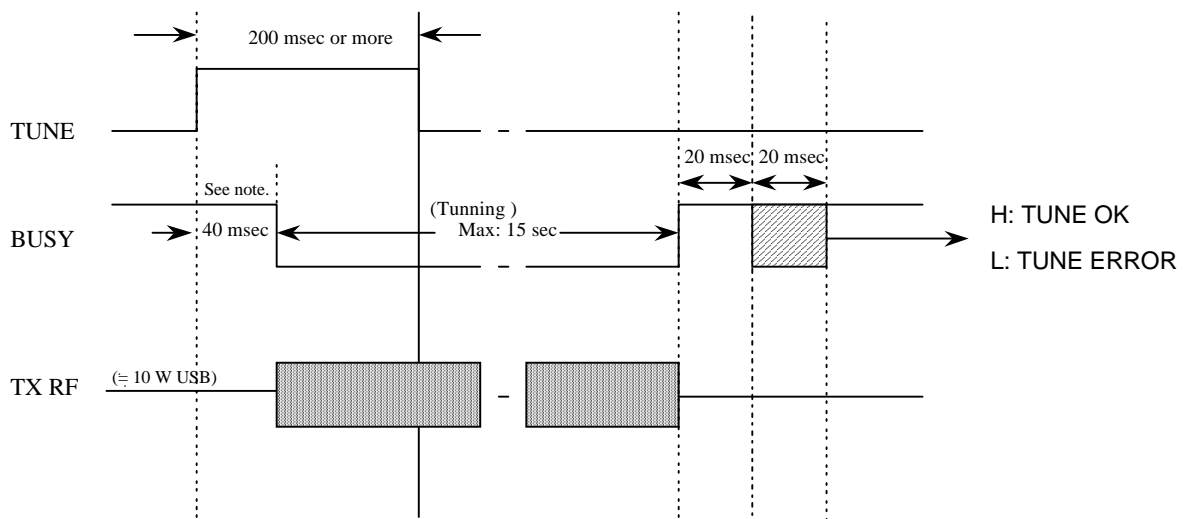 200 msec or more
TUNE
20 msec 20 msec
See note.
(Tunning )
BUSY 40 msec Max: 15 sec
H: TUNE OK
L: TUNE ERROR
TX RF (≒ 10 W USB)